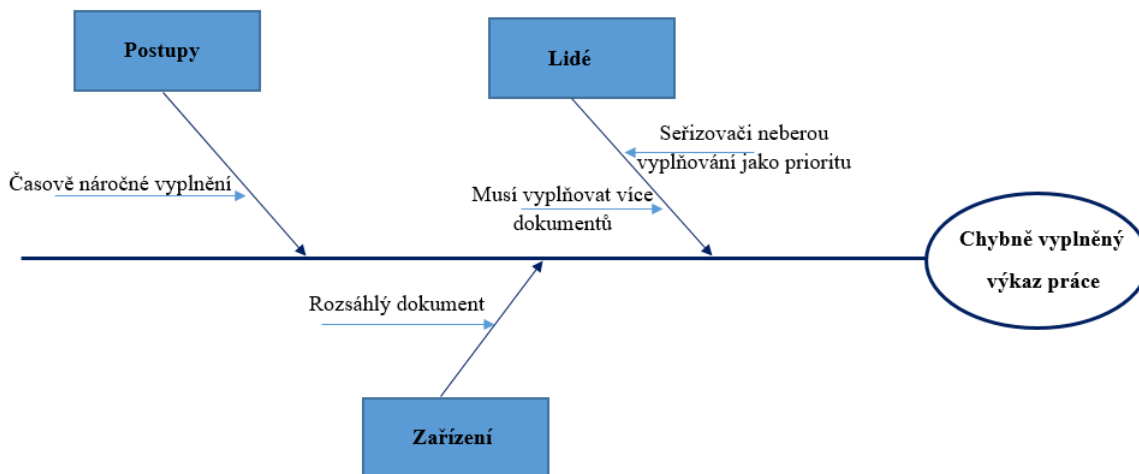 Postupy
Lidé
Seřizovači neberou
vyplňování jako prioritu
Časově náročné vyplnění
Musí vyplňovat více
dokumentů
Chybně vyplněný
výkaz práce
Rozsáhlý dokument
Zařízení